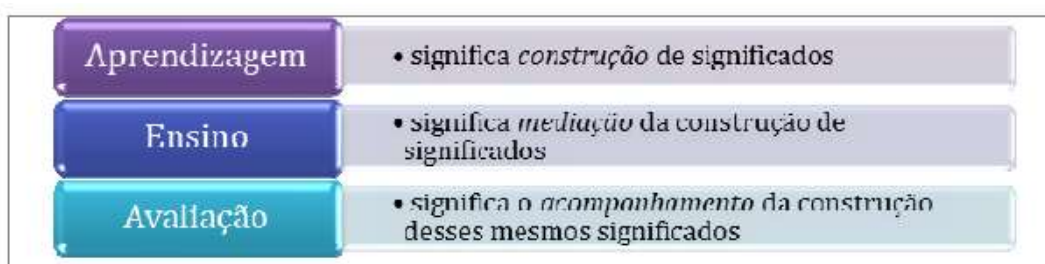 Aprendizagem
• significa construção de significados
Ensino
• significa mediação da construção de
significados
Avaliação
• significa o acompanhamento da construção
desses mesmos significados